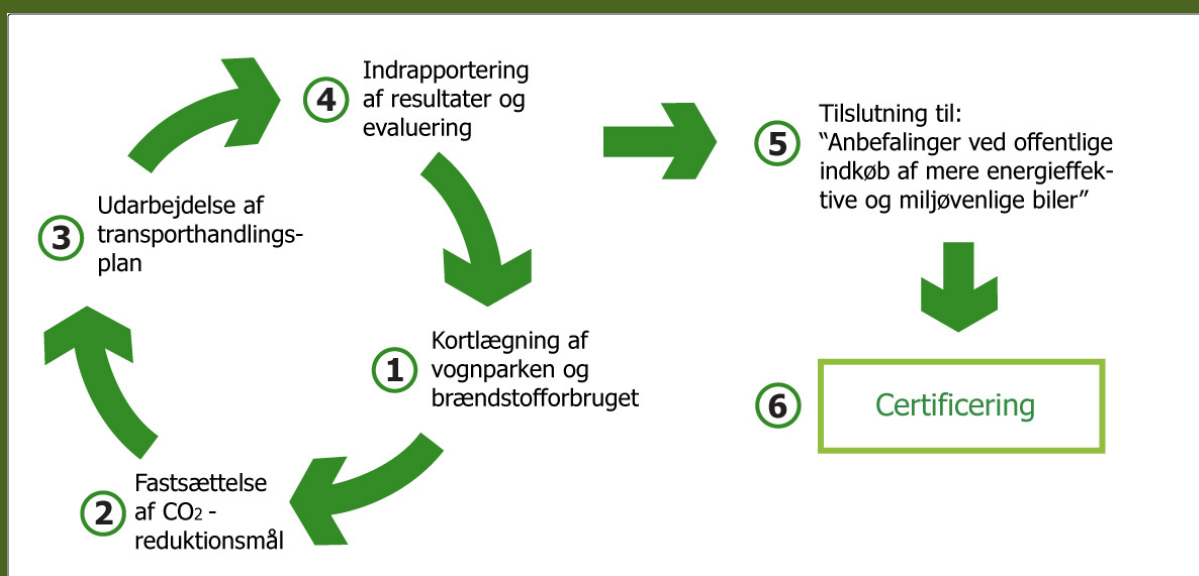 4
Indrapportering
af resultater og
evaluering
5
Tilslutning til:
“Anbefalinger ved offentlige
indkøb af mere energieffek-
tive og miljøvenlige biler”
3
Udarbejdelse af
transporthandlings-
plan
1
Kortlægning af
vognparken og
brændstofforbruget
6
Certificering
2
Fastsættelse
af CO₂ -
reduktionsmål